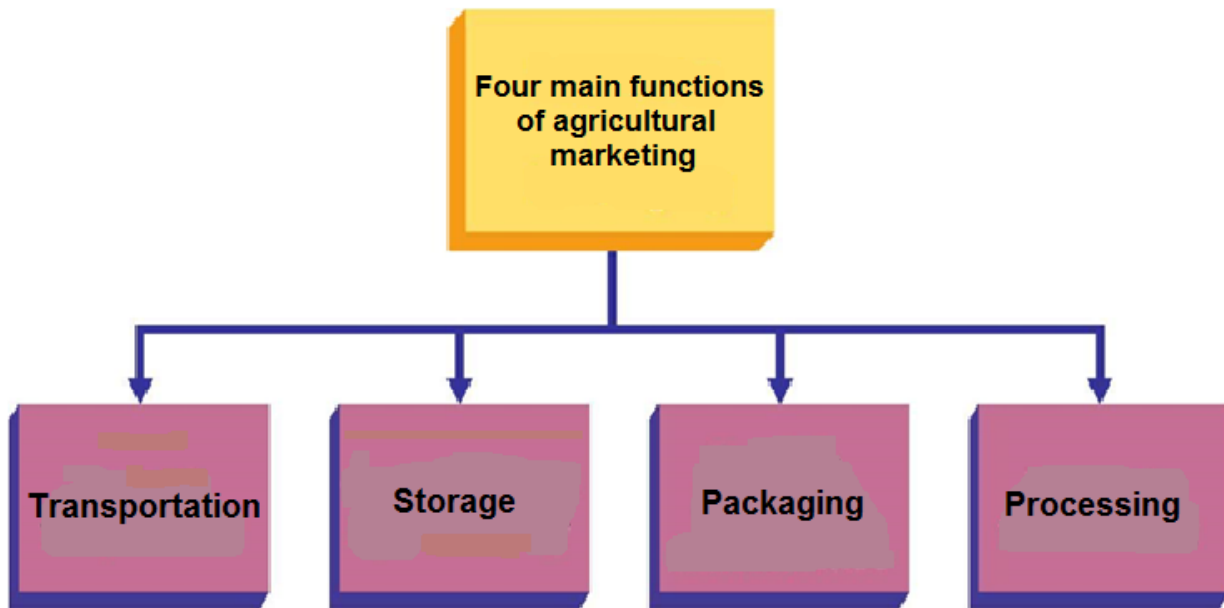 Four main functions
of agricultural
marketing
Transportation
Storage
Packaging
Processing